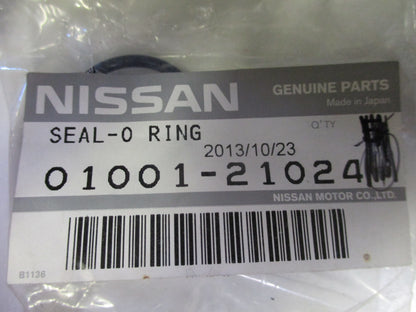 NISSAN
GENUINE PARTS
Made in Japan
SEAL-O RING
Q'TY
2013/10/23
01001-21024
NISSAN MOTOR CO.,LTD.
B1136